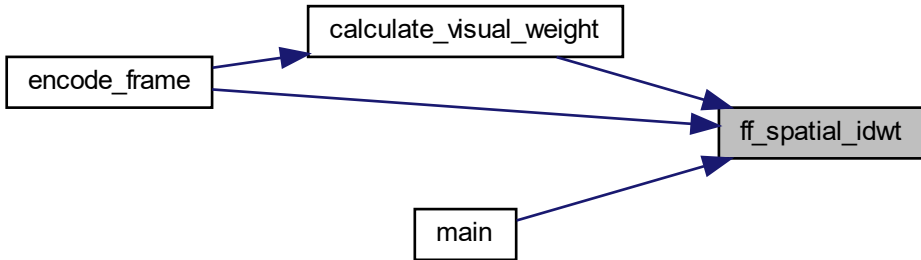 calculate_visual_weight
encode_frame
ff_spatial_idwt
main